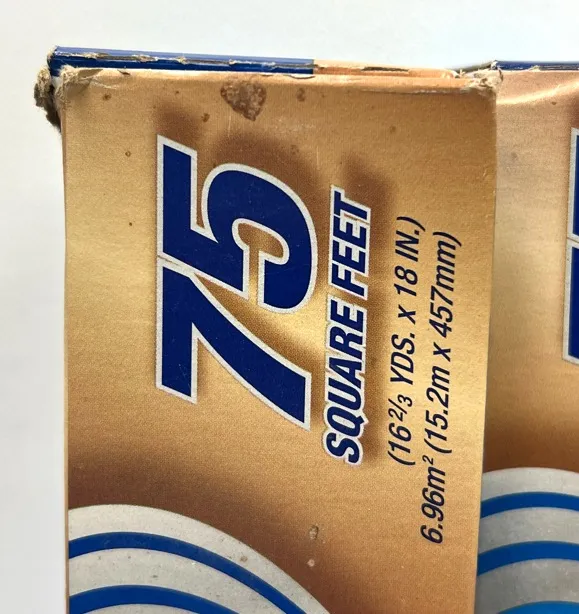 75
SQUARE FEET
(16 2/3 YDS. x 18 IN.)
6.96m² (15.2m x 457mm)